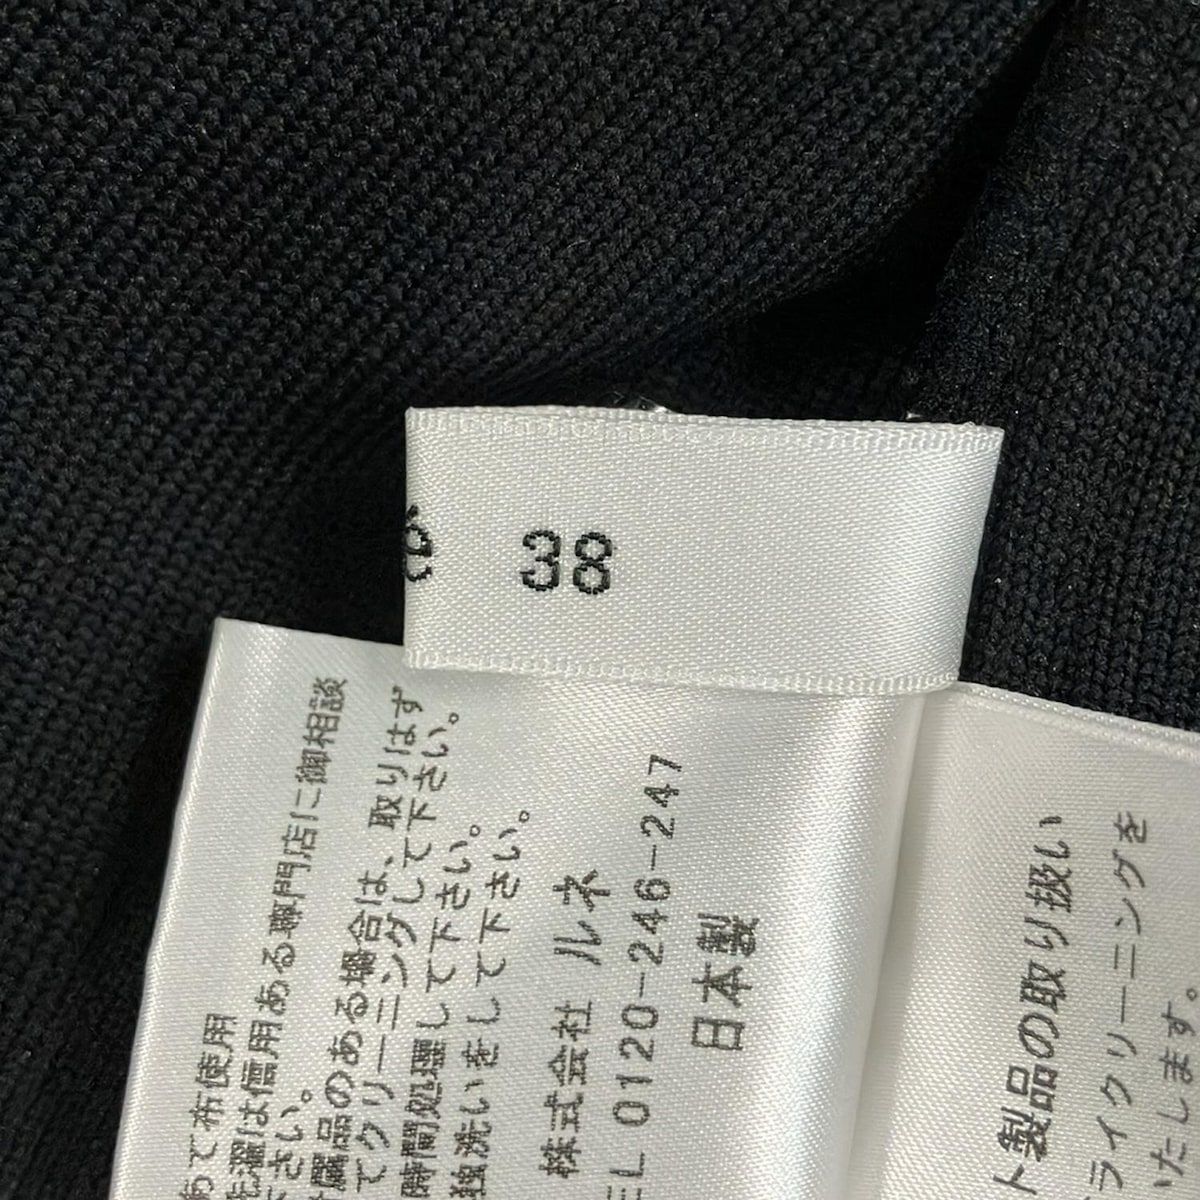 38
あて布使用
洗濯は信用ある専門店に御相談
ださい。
付属品のある場合は、取りはず
てクリーニングして下さい。
時間処理して下さい。
独洗いをして下さい。
株式会社 ルネ
EL 0120-246-247
日本製
ト製品の取り扱い
ライクリーニングを
いたします。